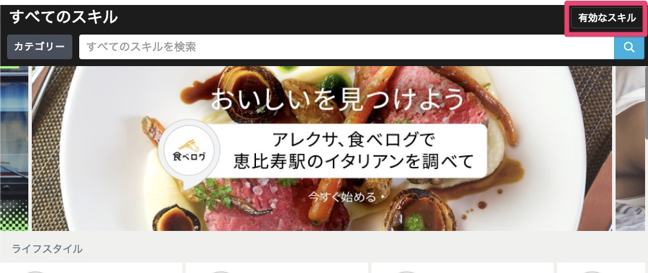 すべてのスキル
有効なスキル
カテゴリー
すべてのスキルを検索
おいしいを見つけよう
食べログ
アレクサ、食べログで
恵比寿駅のイタリアンを調べて
今すぐ始める・
ライフスタイル